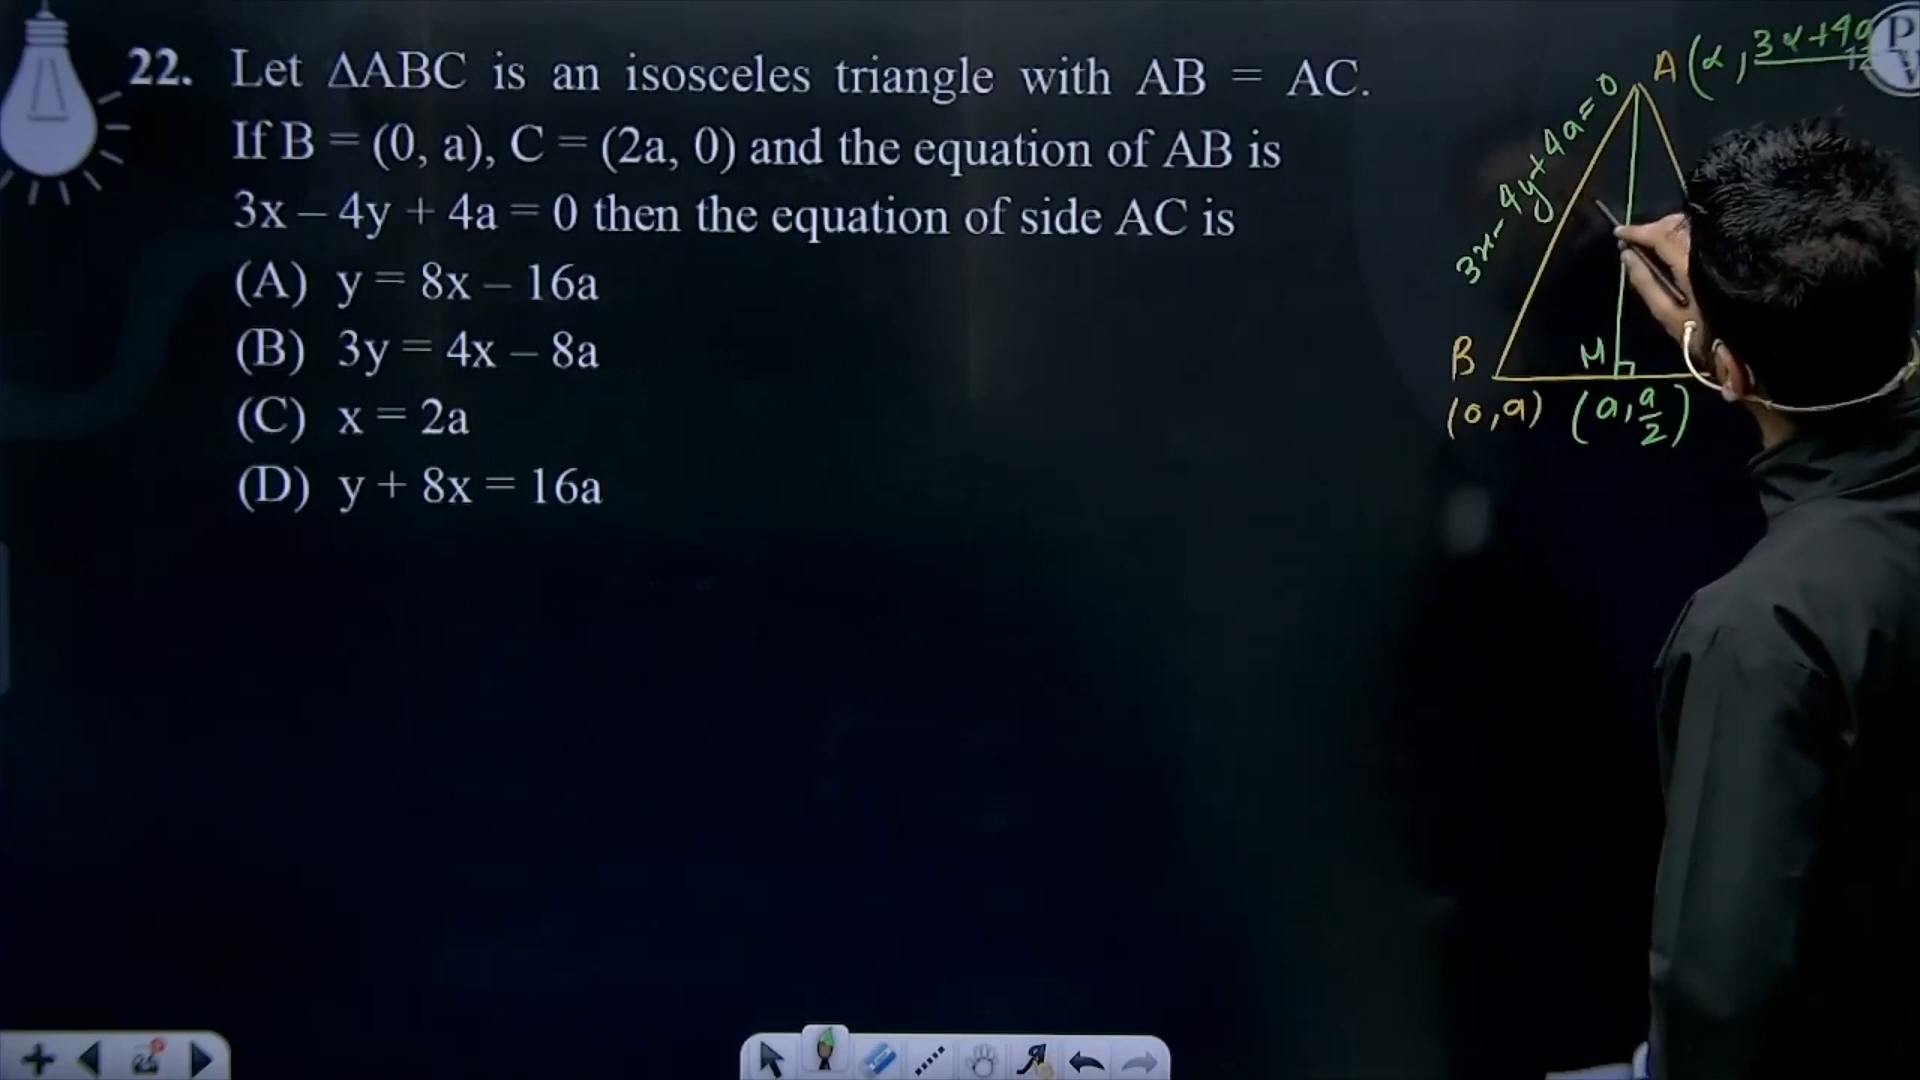 22. Let ΔABC is an isosceles triangle with AB = AC.
If B = (0, a), C = (2a, 0) and the equation of AB is
3x – 4y + 4a = 0 then the equation of side AC is
(A) y = 8x – 16a
(B) 3y = 4x – 8a
(C) x = 2a
(D) y + 8x = 16a
A (α, 3α+4a
3x-4y+4a=0
B
M
(0,a) (a, a/2)
P